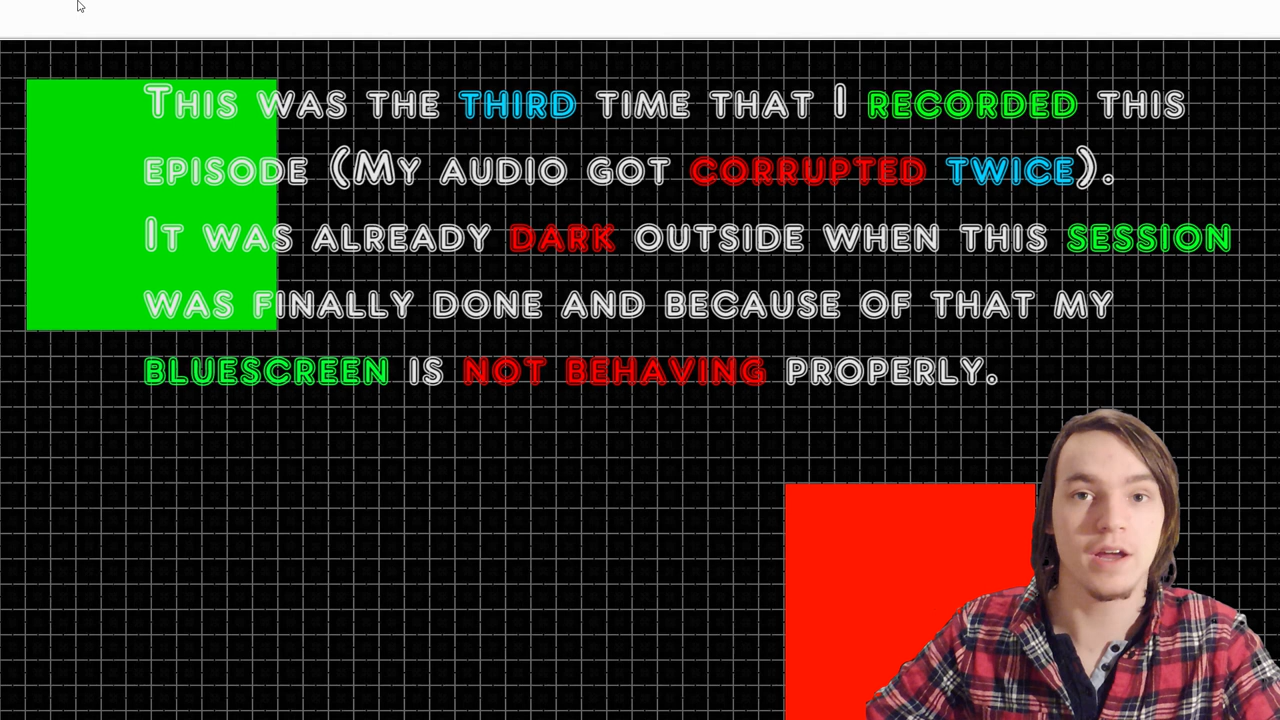 This was the third time that I recorded this
episode (My audio got corrupted twice).
It was already dark outside when this session
was finally done and because of that my
bluescreen is not behaving properly.